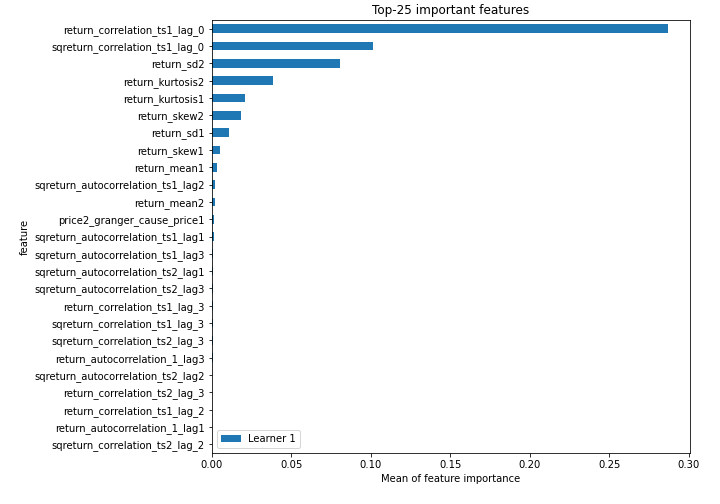 Top-25 important features
return_correlation_ts1_lag_0
sqreturn_correlation_ts1_lag_0
return_sd2
return_kurtosis2
return_kurtosis1
return_skew2
return_sd1
return_skew1
return_mean1
sqreturn_autocorrelation_ts1_lag2
return_mean2
price2_granger_cause_price1
sqreturn_autocorrelation_ts1_lag1
sqreturn_autocorrelation_ts1_lag3
sqreturn_autocorrelation_ts2_lag1
sqreturn_autocorrelation_ts2_lag3
return_correlation_ts1_lag_3
sqreturn_correlation_ts1_lag_3
sqreturn_correlation_ts2_lag_3
return_autocorrelation_1_lag3
sqreturn_autocorrelation_ts2_lag2
return_correlation_ts2_lag_3
return_correlation_ts1_lag_2
return_autocorrelation_1_lag1
sqreturn_correlation_ts2_lag_2
feature
Learner 1
0.00 0.05 0.10 0.15 0.20 0.25 0.30
Mean of feature importance